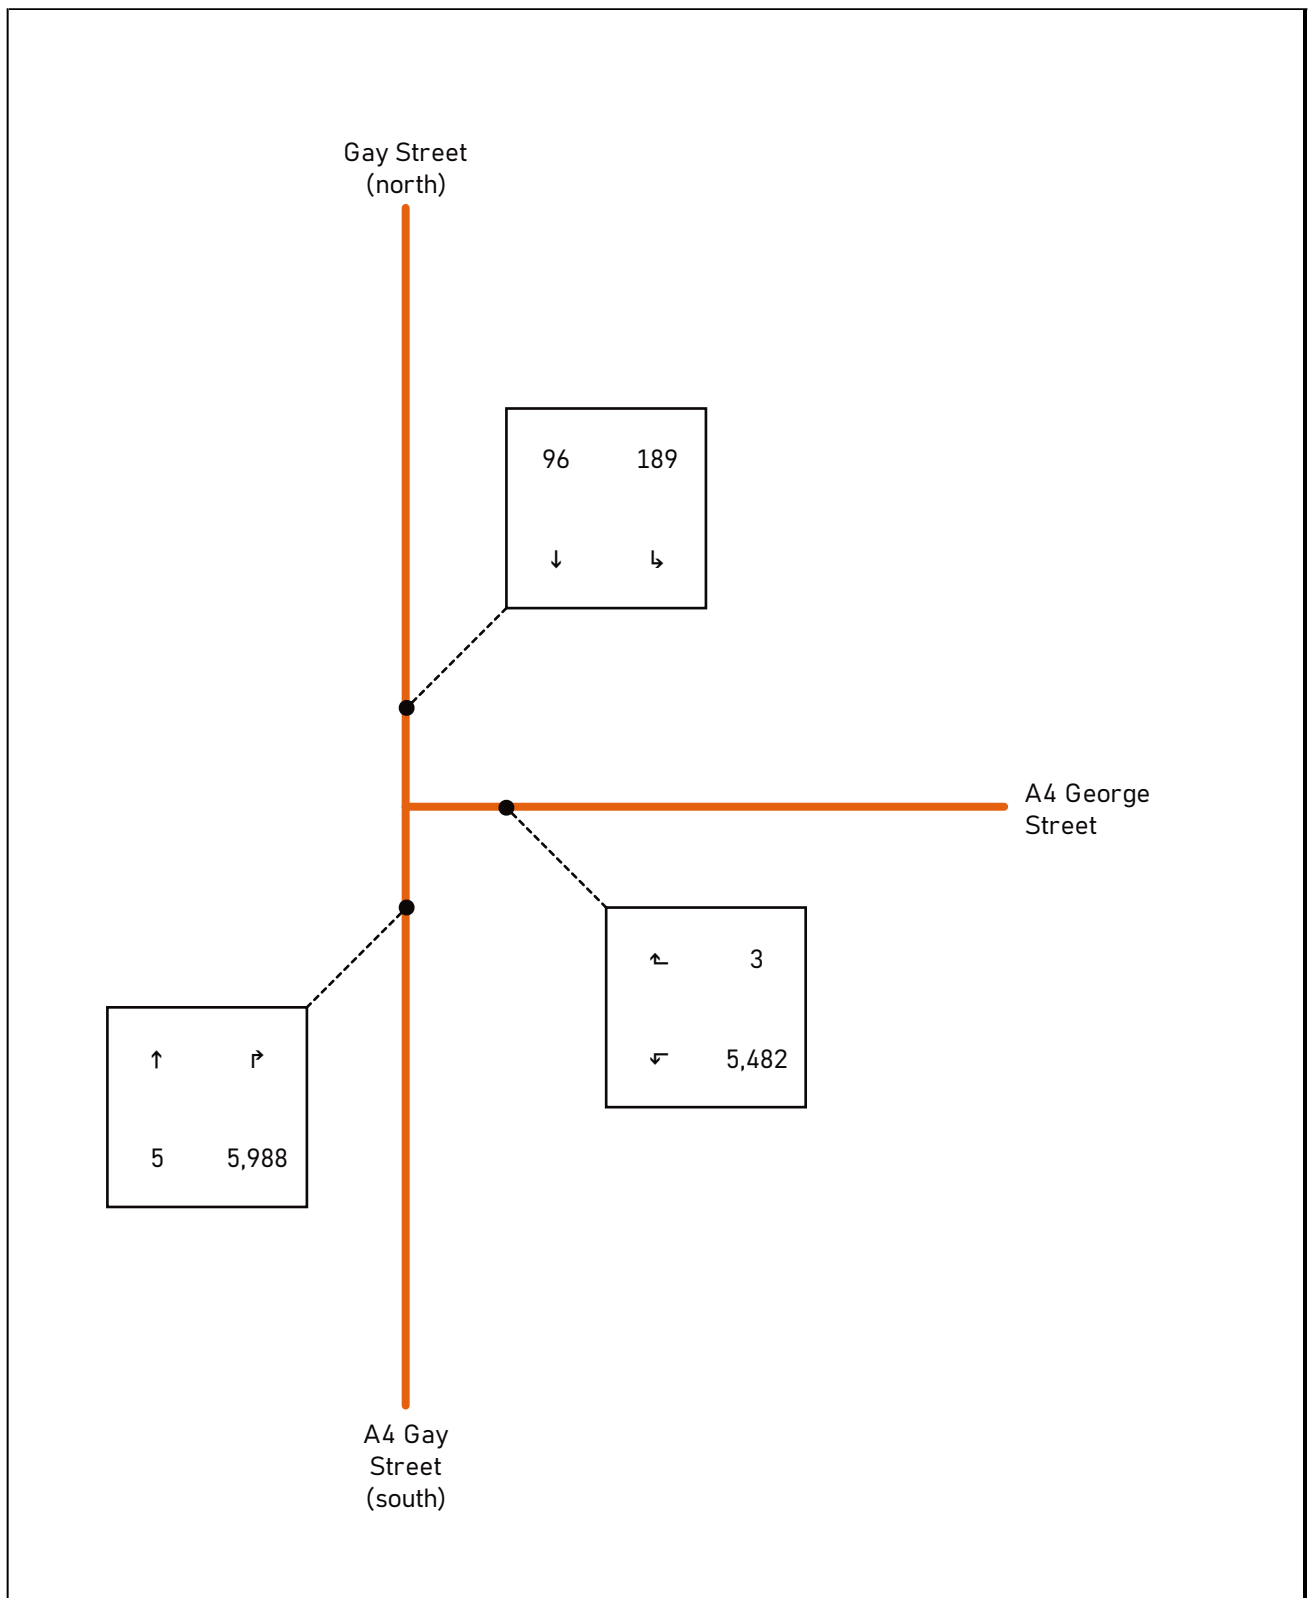 Gay Street
(north)
96 189
↓ ↳
A4 George
Street
⬑ 3
⬐ 5,482
↑ ↱
5 5,988
A4 Gay
Street
(south)